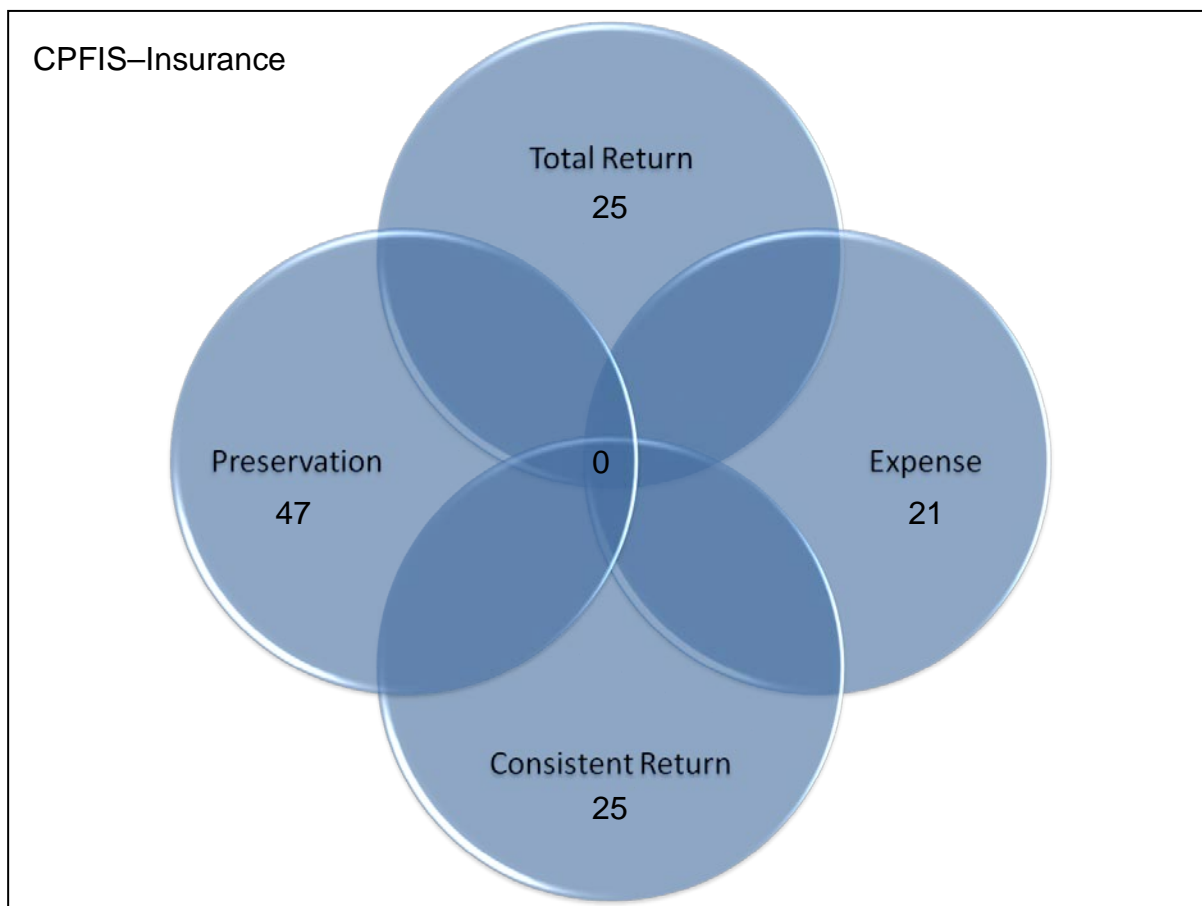 CPFIS–Insurance
Total Return
25
Preservation
47
0
Expense
21
Consistent Return
25